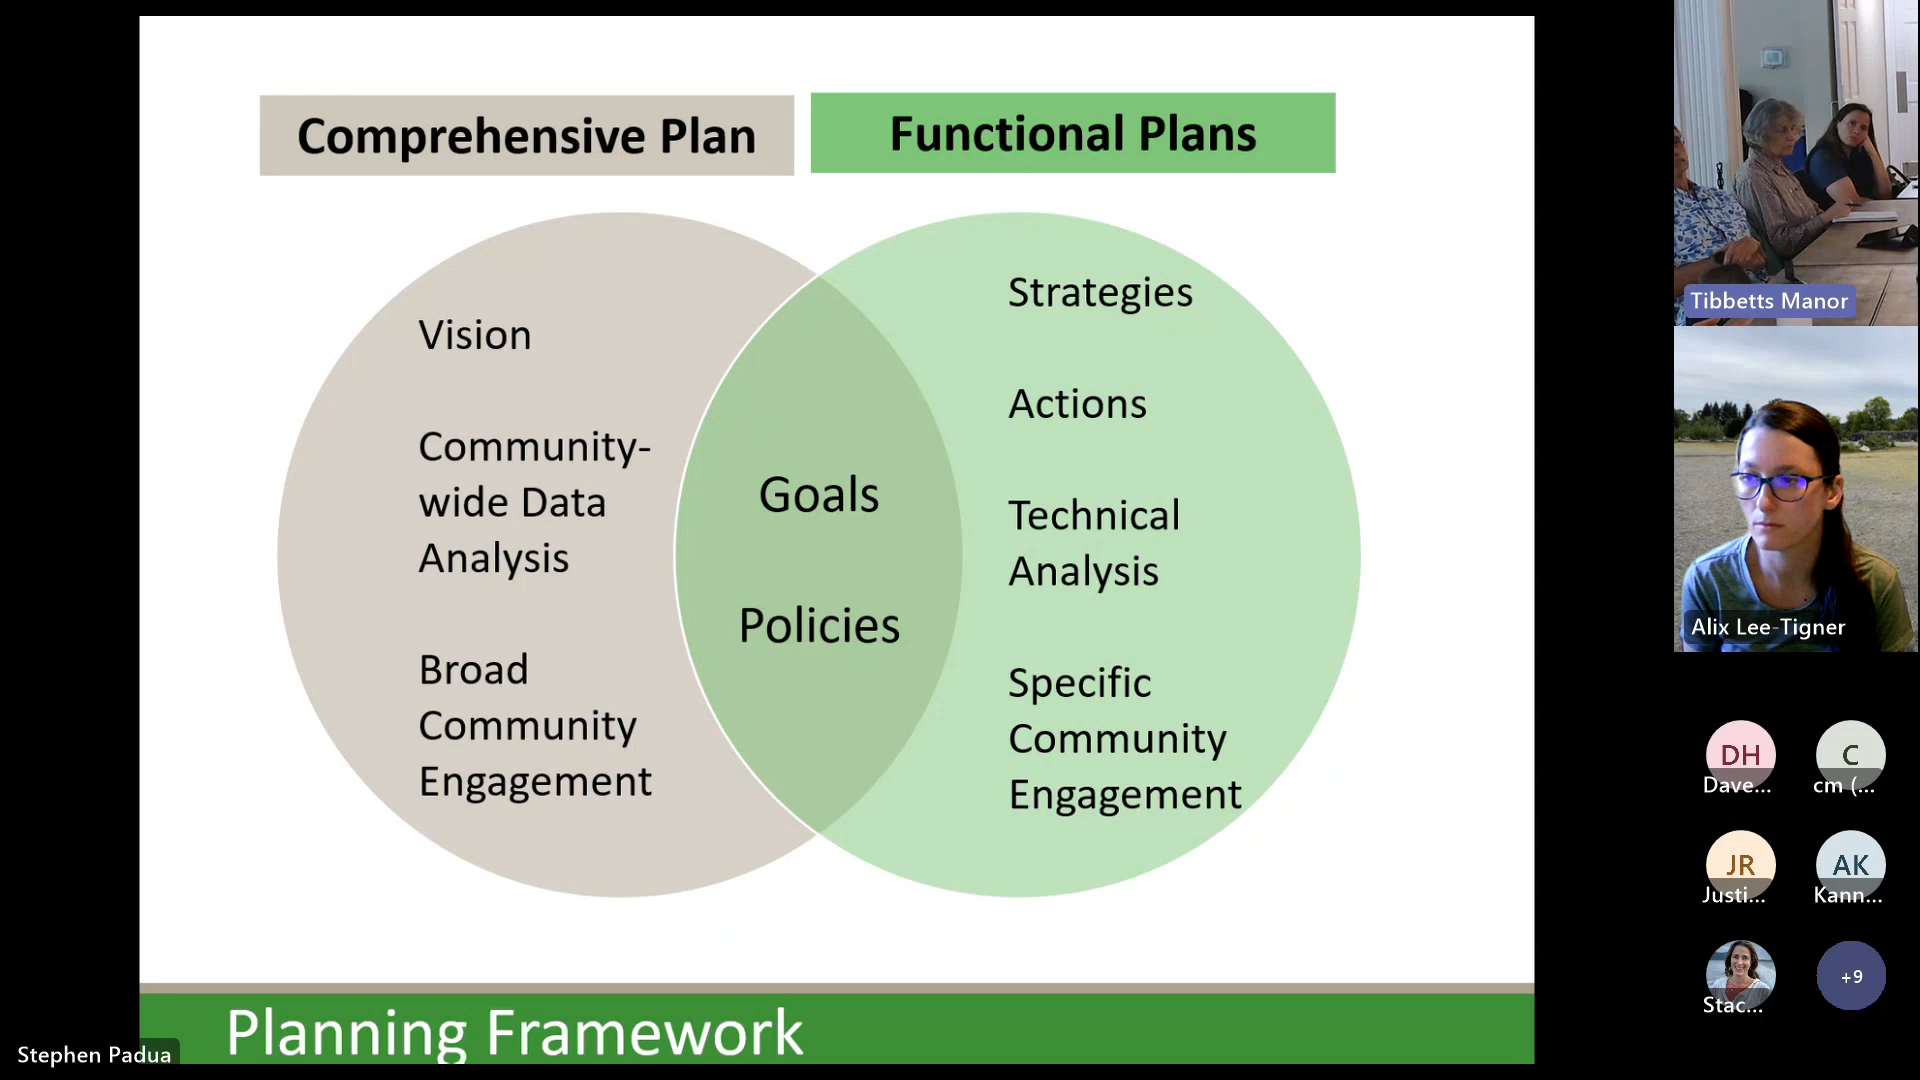 Comprehensive Plan
Functional Plans
Vision
Community-
wide Data
Analysis
Broad
Community
Engagement
Goals
Policies
Strategies
Actions
Technical
Analysis
Specific
Community
Engagement
Planning Framework
Stephen Padua
Tibbetts Manor
Alix Lee-Tigner
DH
Dave...
C
cm (...
JR
Justi...
AK
Kann...
Stac...
+9